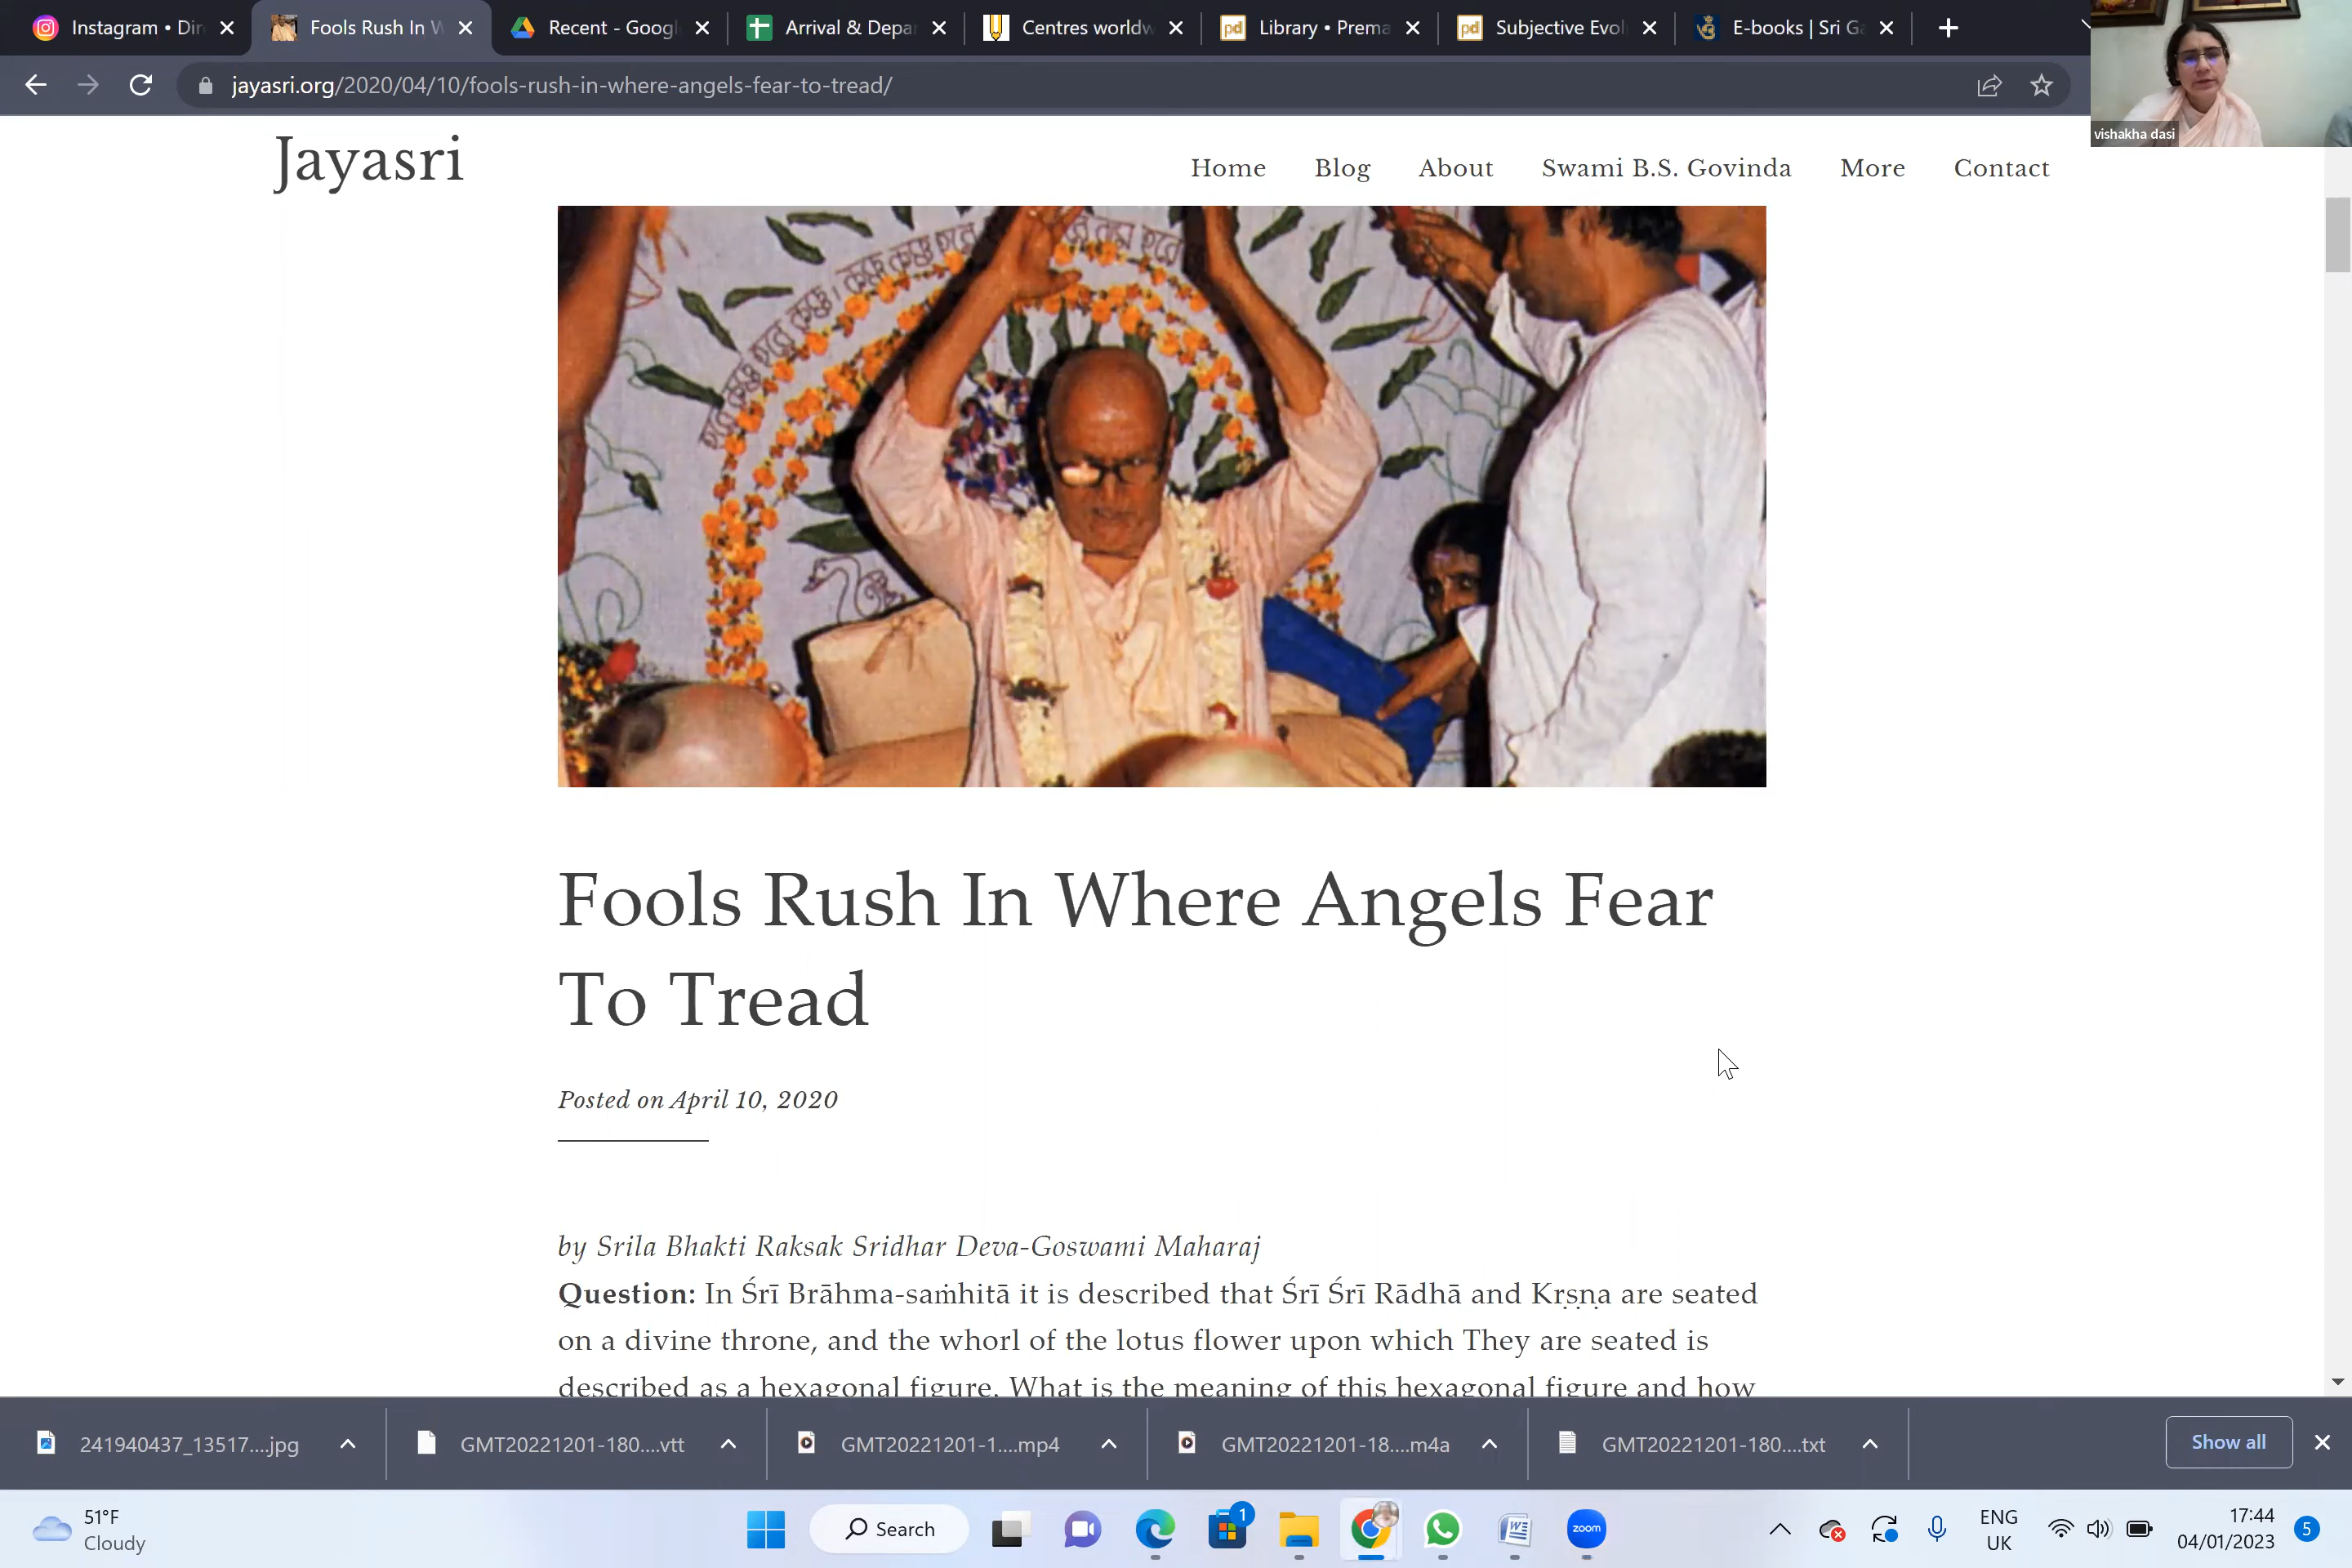 Instagram • Dir
Fools Rush In W
Recent - Googl
Arrival & Depar
Centres worldw
Library • Prema
Subjective Evol
E-books | Sri Ga
jayasri.org/2020/04/10/fools-rush-in-where-angels-fear-to-tread/
vishakha dasi
Jayasri
Home Blog About Swami B.S. Govinda More Contact
Fools Rush In Where Angels Fear
To Tread
Posted on April 10, 2020
by Srila Bhakti Raksak Sridhar Deva-Goswami Maharaj
Question: In Śrī Brāhma-saṁhitā it is described that Śrī Śrī Rādhā and Kṛṣṇa are seated
on a divine throne, and the whorl of the lotus flower upon which They are seated is
described as a hexagonal figure. What is the meaning of this hexagonal figure and how
241940437_13517....jpg
GMT20221201-180....vtt
GMT20221201-1....mp4
GMT20221201-18....m4a
GMT20221201-180....txt
Show all
51°F
Cloudy
Search
1
zoom
ENG
UK
17:44
04/01/2023
5